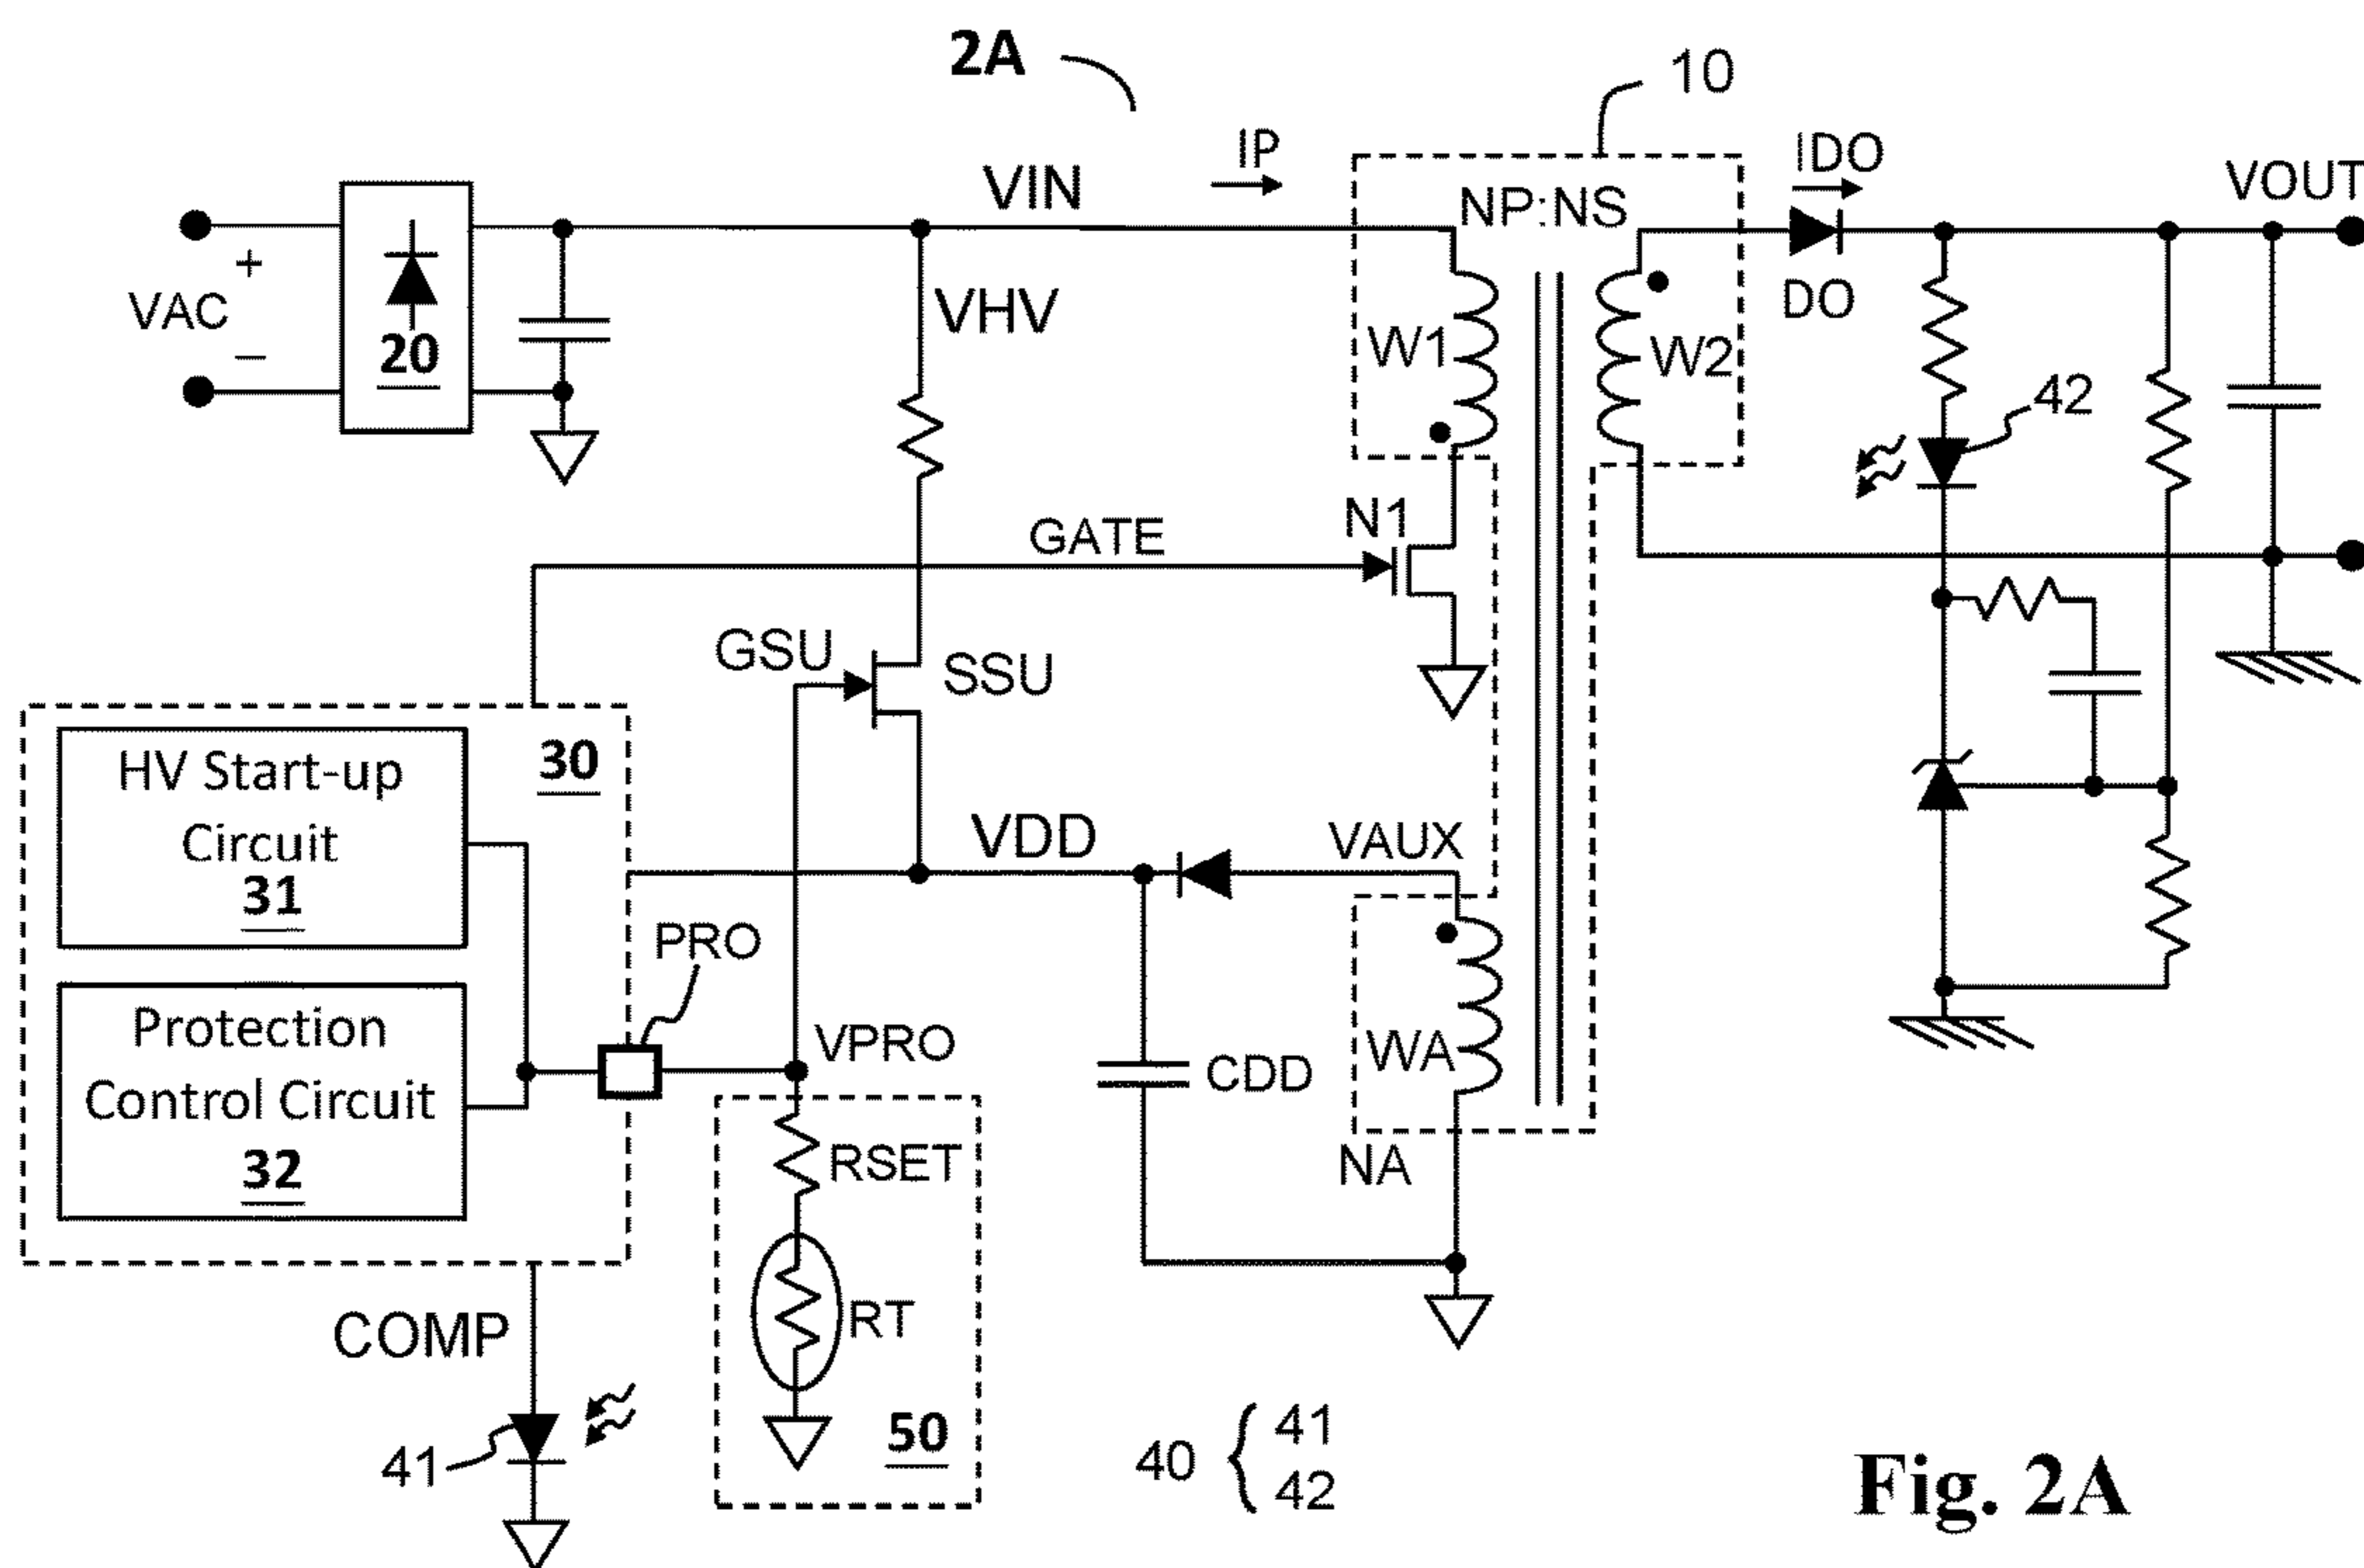 2A
10
IP
IDO
VIN
NP:NS
VOUT
+
VAC
–
20
VHV
W1
W2
DO
42
GATE
N1
GSU
SSU
HV Start-up
Circuit
31
30
VDD
VAUX
PRO
Protection
Control Circuit
32
VPRO
RSET
CDD
WA
NA
COMP
RT
41
50
40 { 41
42
Fig. 2A